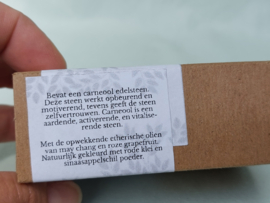 Bevat een carneool edelsteen.
Deze steen werkt opbeurend en
motiverend, tevens geeft de steen
zelfvertrouwen. Carneool is een
aardende, activerende, en vitalise-
rende steen.
Met de opwekkende etherische oliën
van may chang en roze grapefruit.
Natuurlijk gekleurd met rode klei en
sinaasappelschil poeder.